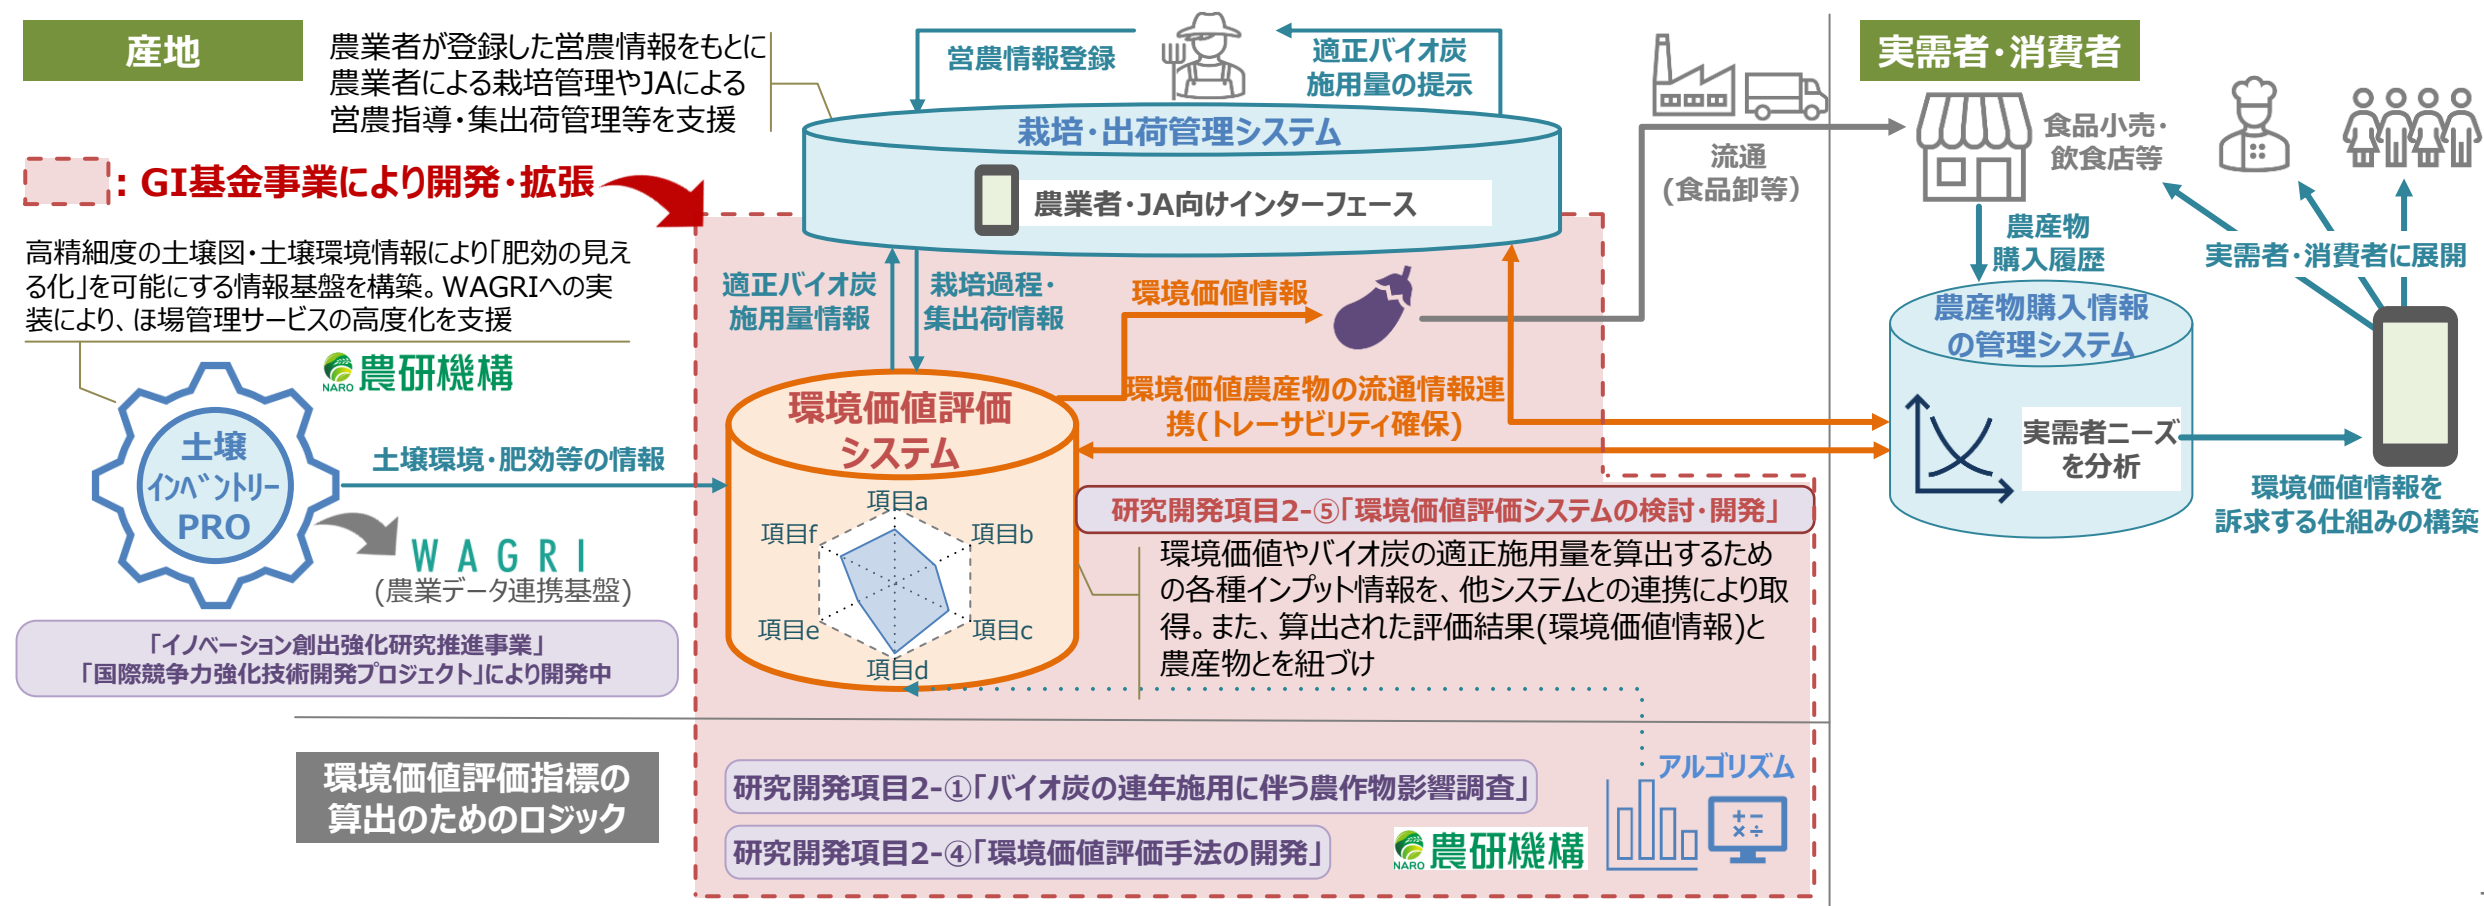 産地
農業者が登録した営農情報をもとに
農業者による栽培管理やJAによる
営農指導・集出荷管理等を支援
営農情報登録
適正バイオ炭
施用量の提示
実需者・消費者
栽培・出荷管理システム
農業者・JA向けインターフェース
流通
(食品卸等)
食品小売・
飲食店等
: GI基金事業により開発・拡張
高精細度の土壌図・土壌環境情報により「肥効の見え
る化」を可能にする情報基盤を構築。WAGRIへの実
装により、ほ場管理サービスの高度化を支援
適正バイオ炭
施用量情報
栽培過程・
集出荷情報
環境価値情報
農産物
購入履歴
実需者・消費者に展開
農産物購入情報
の管理システム
NARO 農研機構
環境価値評価
システム
環境価値農産物の流通情報連
携(トレーサビリティ確保)
実需者ニーズ
を分析
土壌
インベントリー
PRO
土壌環境・肥効等の情報
環境価値情報を
訴求する仕組みの構築
WAGRI
(農業データ連携基盤)
項目a
項目b
項目c
項目d
項目e
項目f
研究開発項目2-⑤「環境価値評価システムの検討・開発」
環境価値やバイオ炭の適正施用量を算出するため
の各種インプット情報を、他システムとの連携により取
得。また、算出された評価結果(環境価値情報)と
農産物とを紐づけ
「イノベーション創出強化研究推進事業」
「国際競争力強化技術開発プロジェクト」により開発中
環境価値評価指標の
算出のためのロジック
研究開発項目2-①「バイオ炭の連年施用に伴う農作物影響調査」
研究開発項目2-④「環境価値評価手法の開発」
NARO 農研機構
アルゴリズム